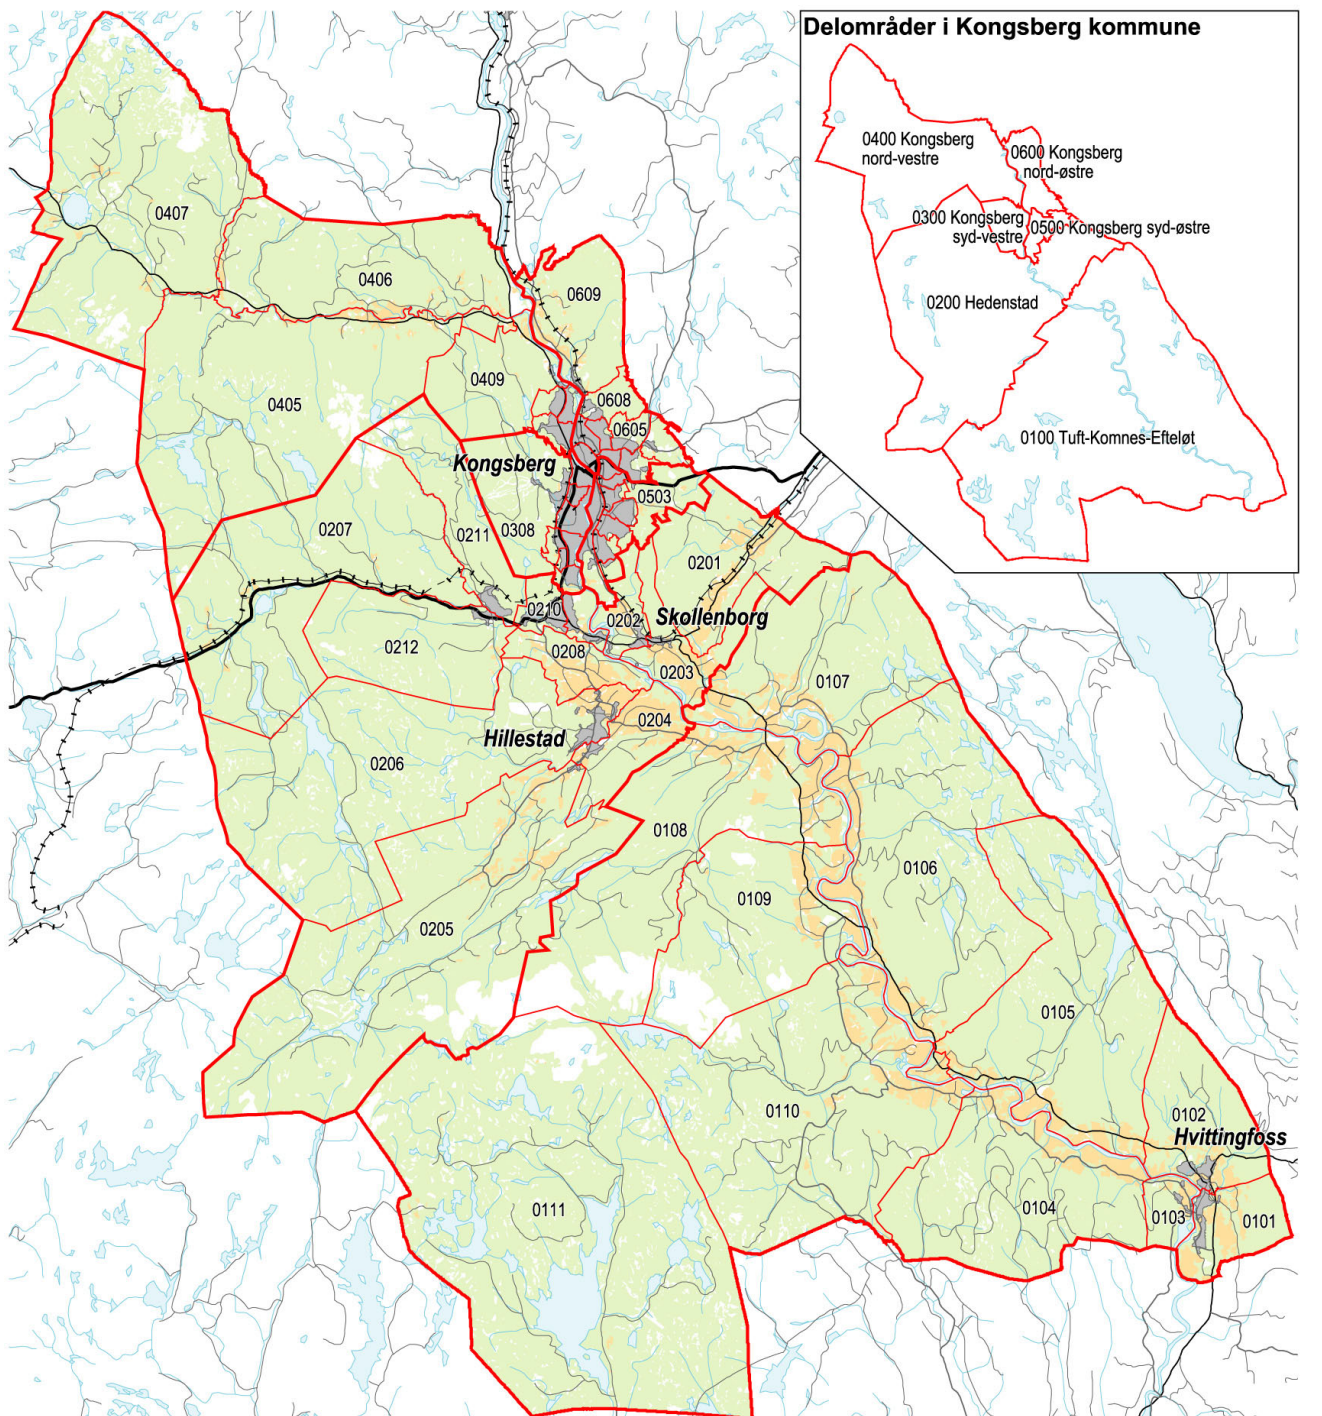 Delområder i Kongsberg kommune
0400 Kongsberg
nord-vestre
0600 Kongsberg
nord-østre
0300 Kongsberg
syd-vestre
0500 Kongsberg syd-østre
0200 Hedenstad
0100 Tuft-Komnes-Efteløt
0407
0406
0609
0409
0405
0608
0605
Kongsberg
0503
0308
0207
0211
0201
0210
0202
Skollenborg
0212
0208
0203
0107
0204
Hillestad
0206
0108
0106
0109
0205
0105
0110
0102
Hvittingfoss
0111
0104
0103
0101